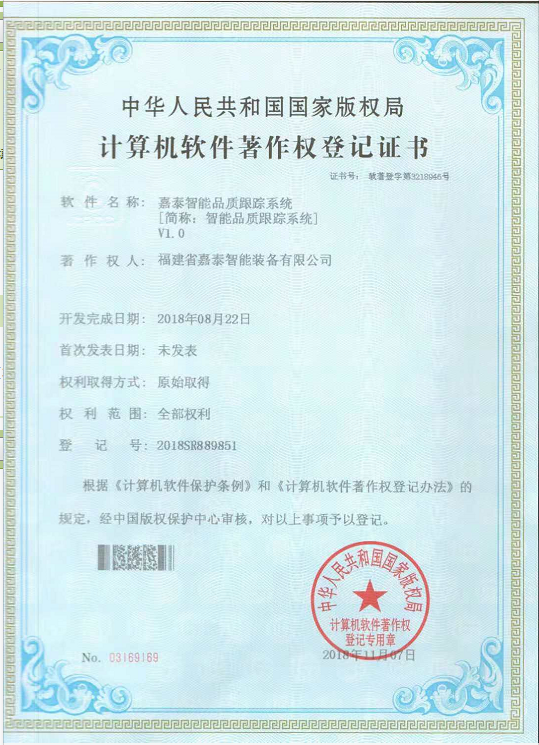 中华人民共和国国家版权局
计算机软件著作权登记证书
证书号： 软著登字第3218946号
软件名称： 嘉泰智能品质跟踪系统
[简称：智能品质跟踪系统]
V1.0
著作权人： 福建省嘉泰智能装备有限公司
开发完成日期： 2018年08月22日
首次发表日期： 未发表
权利取得方式： 原始取得
权利范围： 全部权利
登记号： 2018SR889851
根据《计算机软件保护条例》和《计算机软件著作权登记办法》的
规定，经中国版权保护中心审核，对以上事项予以登记。
中华人民共和国国家版权局
计算机软件著作权
登记专用章
No. 03169169
2018年11月07日